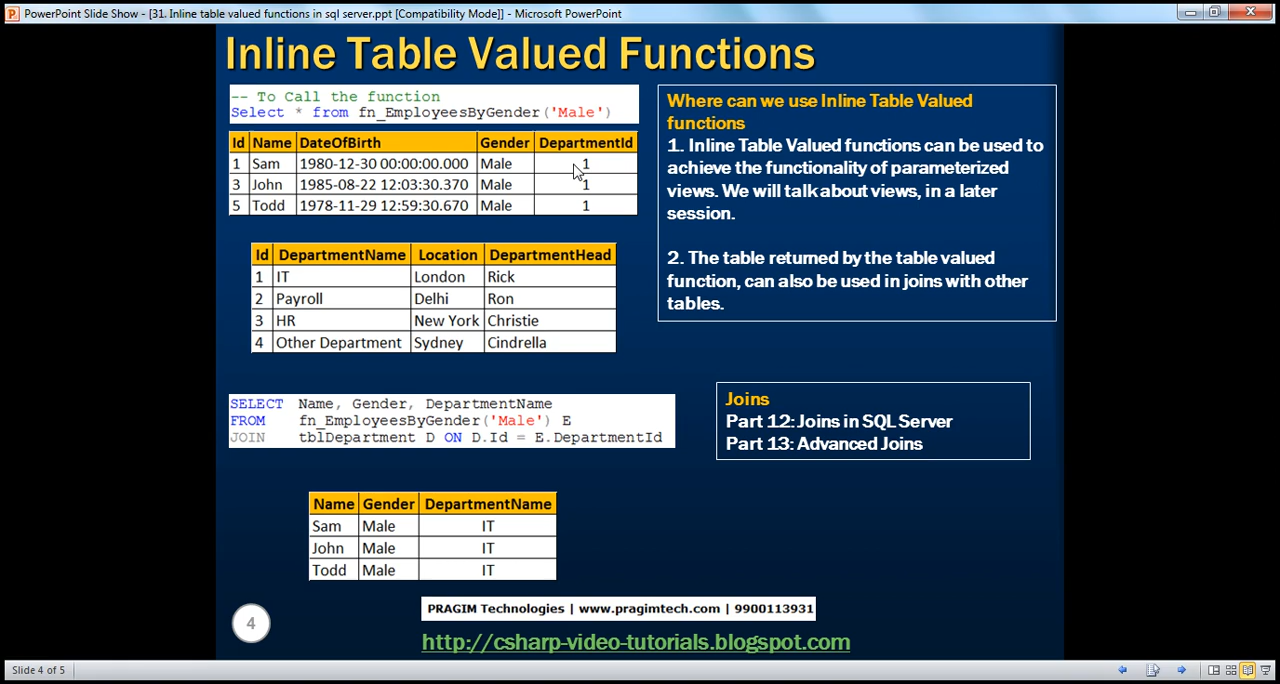 PowerPoint Slide Show - [31. Inline table valued functions in sql server.ppt [Compatibility Mode]] - Microsoft PowerPoint
Inline Table Valued Functions
-- To Call the function
Select * from fn_EmployeesByGender('Male')
Id Name DateOfBirth Gender DepartmentId
1 Sam 1980-12-30 00:00:00.000 Male 1
3 John 1985-08-22 12:03:30.370 Male 1
5 Todd 1978-11-29 12:59:30.670 Male 1
Where can we use Inline Table Valued
functions
1. Inline Table Valued functions can be used to
achieve the functionality of parameterized
views. We will talk about views, in a later
session.
2. The table returned by the table valued
function, can also be used in joins with other
tables.
Id DepartmentName Location DepartmentHead
1 IT London Rick
2 Payroll Delhi Ron
3 HR New York Christie
4 Other Department Sydney Cindrella
SELECT Name, Gender, DepartmentName
FROM fn_EmployeesByGender('Male') E
JOIN tblDepartment D ON D.Id = E.DepartmentId
Joins
Part 12: Joins in SQL Server
Part 13: Advanced Joins
Name Gender DepartmentName
Sam Male IT
John Male IT
Todd Male IT
PRAGIM Technologies | www.pragimtech.com | 9900113931
4
http://csharp-video-tutorials.blogspot.com
Slide 4 of 5